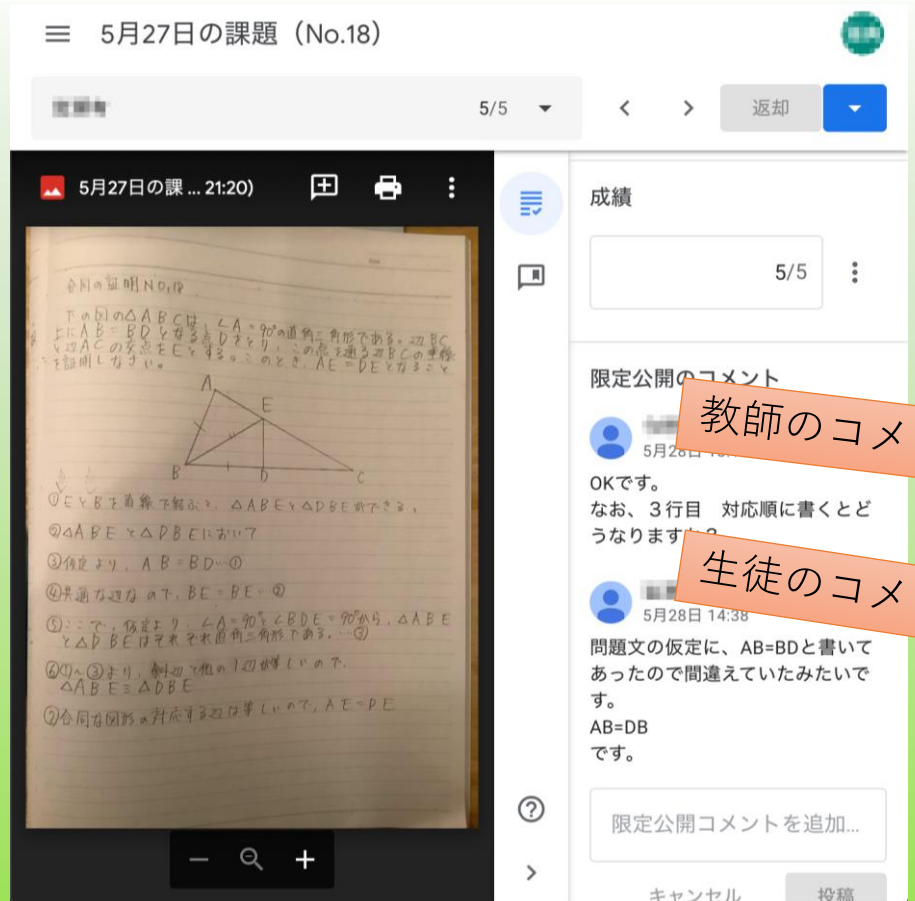 5月27日の課題（No.18）
5/5
返却
5月27日の課 ... 21:20)
合同の証明NO,18
下の図の△ABCは、∠A=90°の直角三角形である。辺BC
上にAB=BDとなる点Dをとり、この点を通る辺BCの垂線
と辺ACの交点をEとする。このとき、AE=DEとなること
を証明しなさい。
A
E
B
D
C
①EとBを直線で結ぶと、△ABEと△DBEができる。
②△ABEと△DBEにおいて
③仮定より、AB=BD…①
④共通な辺なので、BE=BE…②
⑤ここで、仮定より、∠A=90°,∠BDE=90°から、△ABE
と△DBEはそれぞれ直角三角形である。…③
⑥①~③より、斜辺と他の1辺が等しいので、
△ABE≡△DBE
⑦合同な図形の対応する辺は等しいので、AE=DE
成績
5/5
限定公開のコメント
教師のコメ
5月28日
OKです。
なお、３行目　対応順に書くとど
うなります
生徒のコメ
5月28日 14:38
問題文の仮定に、AB=BDと書いて
あったので間違えていたみたいで
す。
AB=DB
です。
限定公開コメントを追加...
キャンセル
投稿